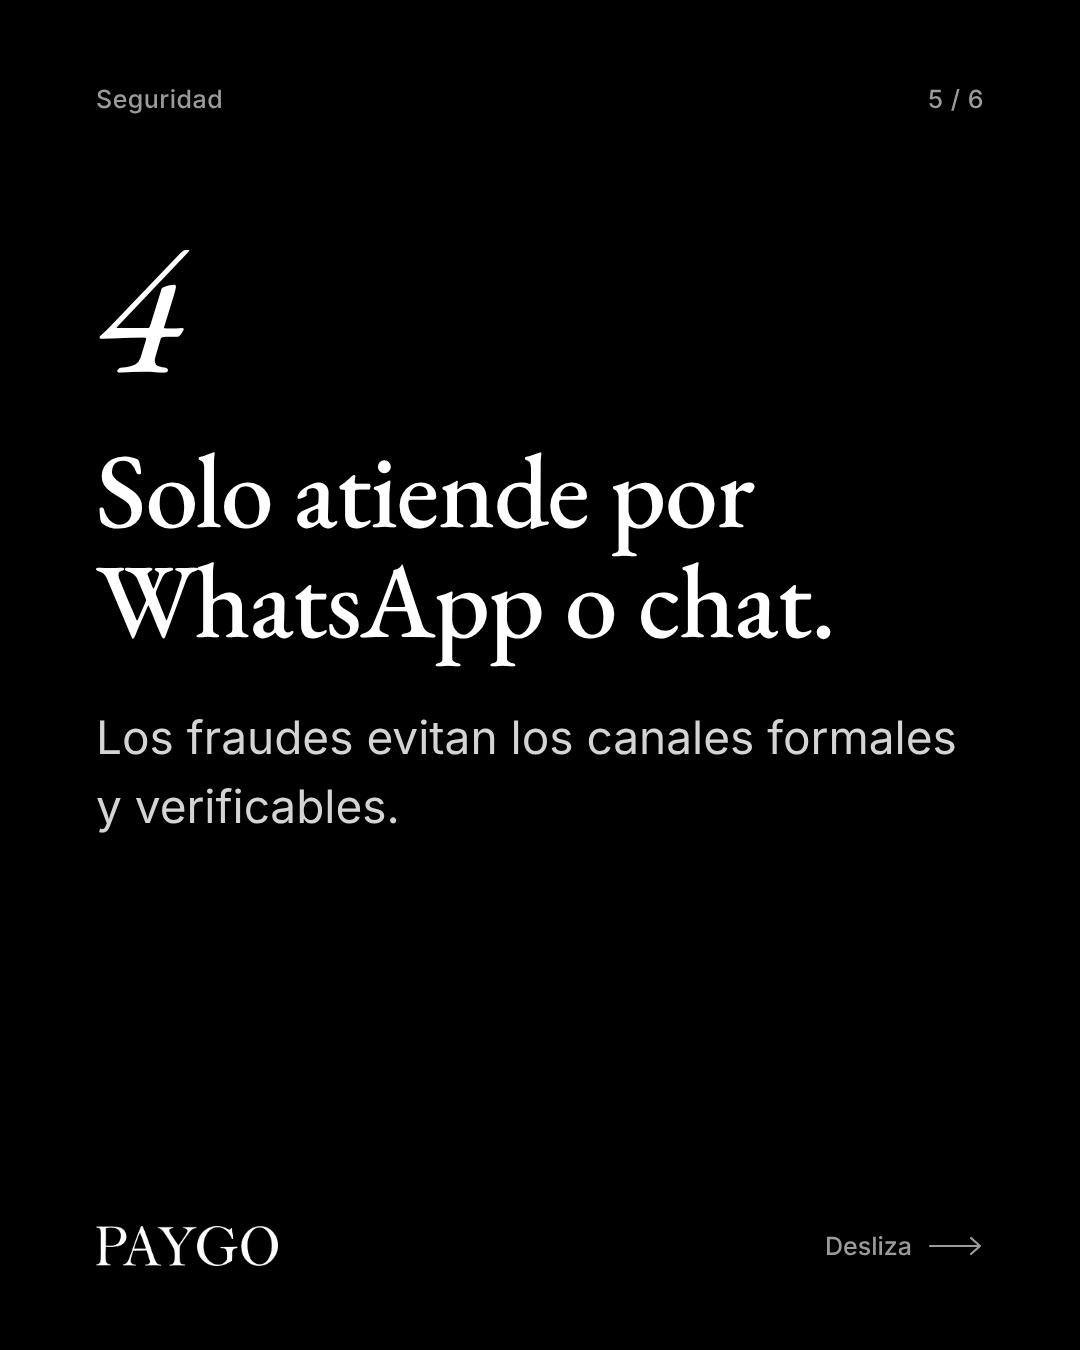 Seguridad
5 / 6
4
Solo atiende por
WhatsApp o chat.
Los fraudes evitan los canales formales
y verificables.
PAYGO
Desliza